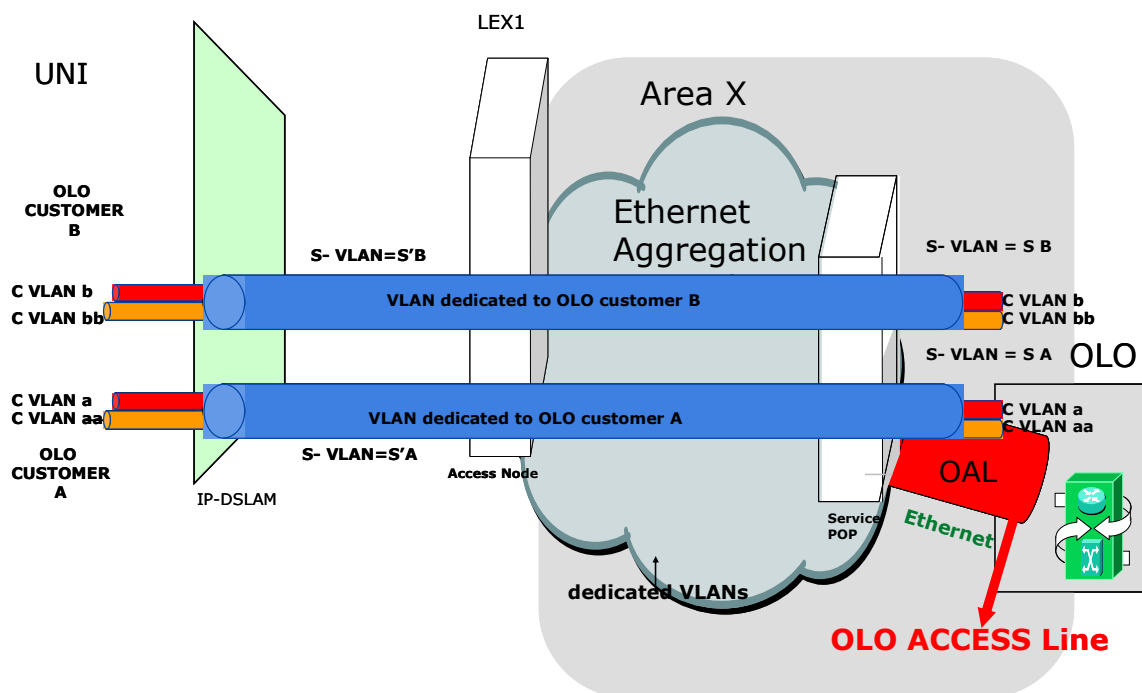 LEX1
UNI
Area X
OLO
CUSTOMER
B
Ethernet
Aggregation
S- VLAN=S'B
S- VLAN = S B
C VLAN b
C VLAN bb
VLAN dedicated to OLO customer B
C VLAN b
C VLAN bb
S- VLAN = S A
OLO
C VLAN a
C VLAN aa
VLAN dedicated to OLO customer A
C VLAN a
C VLAN aa
OLO
CUSTOMER
A
S- VLAN=S'A
Access Node
OAL
IP-DSLAM
Service
POP
Ethernet
dedicated VLANs
OLO ACCESS Line